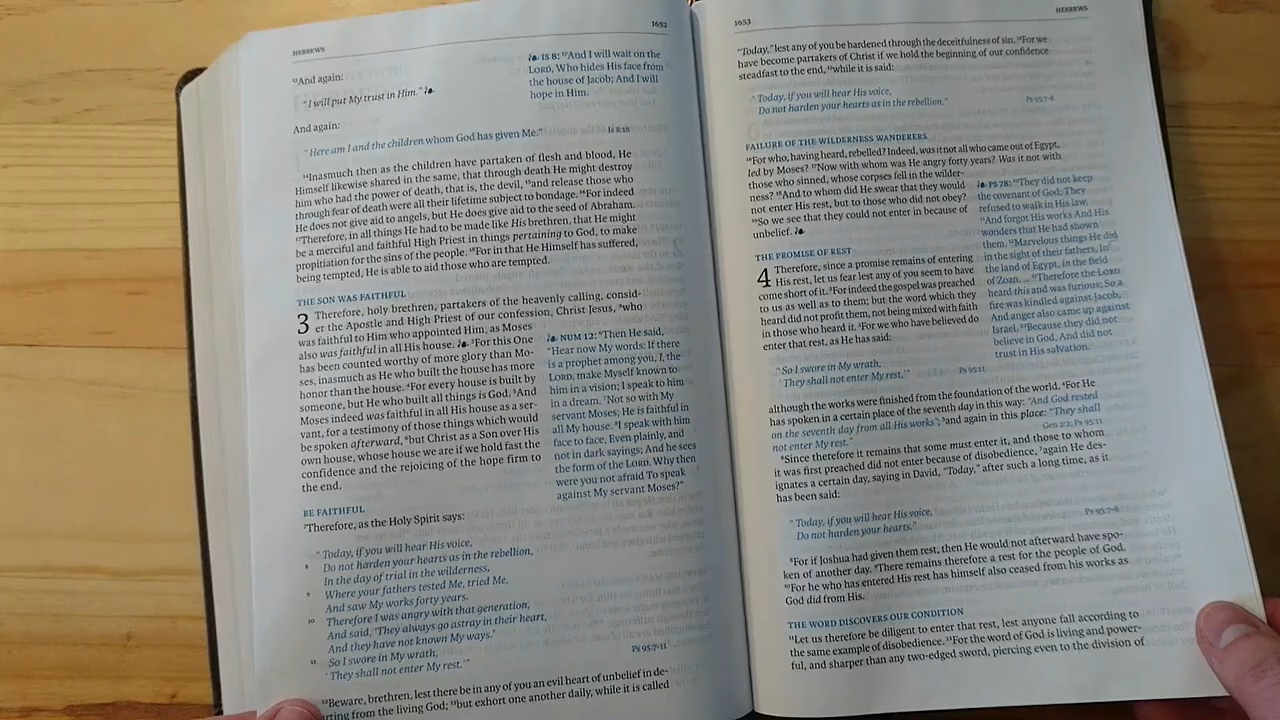 HEBREWS
1652
¹³And again:
"I will put My trust in Him."
And again:
"Here am I and the children whom God has given Me."
Is 8:18
IS 8: ¹⁷And I will wait on the
LORD, Who hides His face from
the house of Jacob; And I will
hope in Him.
¹⁴Inasmuch then as the children have partaken of flesh and blood, He
Himself likewise shared in the same, that through death He might destroy
him who had the power of death, that is, the devil, ¹⁵and release those who
through fear of death were all their lifetime subject to bondage. ¹⁶For indeed
He does not give aid to angels, but He does give aid to the seed of Abraham.
¹⁷Therefore, in all things He had to be made like His brethren, that He might
be a merciful and faithful High Priest in things pertaining to God, to make
propitiation for the sins of the people. ¹⁸For in that He Himself has suffered,
being tempted, He is able to aid those who are tempted.
THE SON WAS FAITHFUL
3 Therefore, holy brethren, partakers of the heavenly calling, consid-
er the Apostle and High Priest of our confession, Christ Jesus, ²who
was faithful to Him who appointed Him, as Moses
also was faithful in all His house. ³For this One
has been counted worthy of more glory than Mo-
ses, inasmuch as He who built the house has more
honor than the house. ⁴For every house is built by
someone, but He who built all things is God. ⁵And
Moses indeed was faithful in all His house as a ser-
vant, for a testimony of those things which would
be spoken afterward, ⁶but Christ as a Son over His
own house, whose house we are if we hold fast the
confidence and the rejoicing of the hope firm to
the end.
NUM 12: ⁶Then He said,
"Hear now My words: If there
is a prophet among you, I, the
LORD, make Myself known to
him in a vision; I speak to him
in a dream. ⁷Not so with My
servant Moses; He is faithful in
all My house. ⁸I speak with him
face to face, Even plainly, and
not in dark sayings; And he sees
the form of the LORD. Why then
were you not afraid To speak
against My servant Moses?"
BE FAITHFUL
⁷Therefore, as the Holy Spirit says:
"Today, if you will hear His voice,
8 Do not harden your hearts as in the rebellion,
In the day of trial in the wilderness,
9 Where your fathers tested Me, tried Me,
And saw My works forty years.
10 Therefore I was angry with that generation,
And said, 'They always go astray in their heart,
And they have not known My ways.'
11 So I swore in My wrath,
'They shall not enter My rest.'"
Ps 95:7-11
¹²Beware, brethren, lest there be in any of you an evil heart of unbelief in de-
rting from the living God; ¹³but exhort one another daily, while it is called
1653
HEBREWS
"Today," lest any of you be hardened through the deceitfulness of sin. ¹⁴For we
have become partakers of Christ if we hold the beginning of our confidence
steadfast to the end, ¹⁵while it is said:
"Today, if you will hear His voice,
Do not harden your hearts as in the rebellion."
Ps 95:7-8
FAILURE OF THE WILDERNESS WANDERERS
¹⁶For who, having heard, rebelled? Indeed, was it not all who came out of Egypt,
led by Moses? ¹⁷Now with whom was He angry forty years? Was it not with
those who sinned, whose corpses fell in the wilder-
ness? ¹⁸And to whom did He swear that they would
not enter His rest, but to those who did not obey?
¹⁹So we see that they could not enter in because of
unbelief.
PS 78: ¹⁰They did not keep
the covenant of God; They
refused to walk in His law,
¹¹And forgot His works And His
wonders that He had shown
them. ¹²Marvelous things He did
in the sight of their fathers, In
the land of Egypt, in the field
of Zoan. ... ²¹Therefore the LORD
heard this and was furious; So a
fire was kindled against Jacob,
And anger also came up against
Israel, ²²Because they did not
believe in God, And did not
trust in His salvation.
THE PROMISE OF REST
4 Therefore, since a promise remains of entering
His rest, let us fear lest any of you seem to have
come short of it. ²For indeed the gospel was preached
to us as well as to them; but the word which they
heard did not profit them, not being mixed with faith
in those who heard it. ³For we who have believed do
enter that rest, as He has said:
"So I swore in My wrath,
'They shall not enter My rest,'"
Ps 95:11
although the works were finished from the foundation of the world. ⁴For He
has spoken in a certain place of the seventh day in this way: "And God rested
on the seventh day from all His works"; ⁵and again in this place: "They shall
not enter My rest."
Gen 2:2; Ps 95:11
⁶Since therefore it remains that some must enter it, and those to whom
it was first preached did not enter because of disobedience, ⁷again He des-
ignates a certain day, saying in David, "Today," after such a long time, as it
has been said:
"Today, if you will hear His voice,
Do not harden your hearts."
Ps 95:7-8
⁸For if Joshua had given them rest, then He would not afterward have spo-
ken of another day. ⁹There remains therefore a rest for the people of God.
¹⁰For he who has entered His rest has himself also ceased from his works as
God did from His.
THE WORD DISCOVERS OUR CONDITION
¹¹Let us therefore be diligent to enter that rest, lest anyone fall according to
the same example of disobedience. ¹²For the word of God is living and power-
ful, and sharper than any two-edged sword, piercing even to the division of